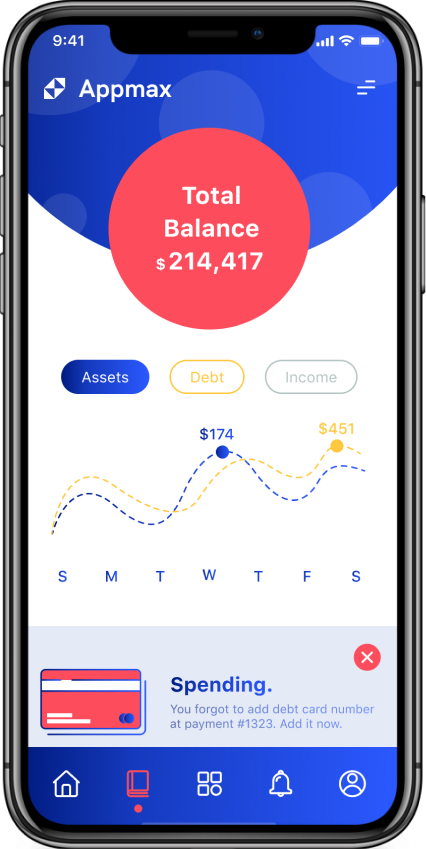 9:41
Appmax
Total
Balance
$214,417
Assets Debt Income
$174 $451
S M T W T F S
Spending.
You forgot to add debt card number
at payment #1323. Add it now.